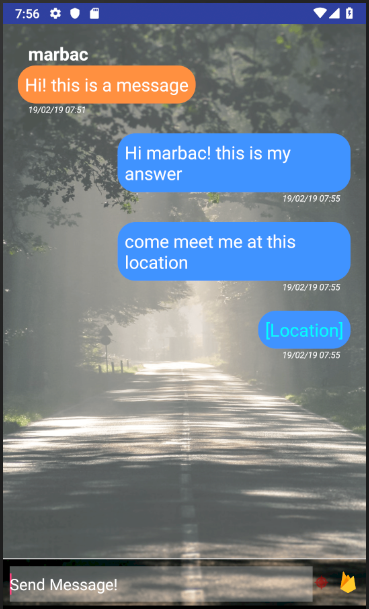 7:56
marbac
Hi! this is a message
19/02/19 07:51
Hi marbac! this is my
answer
19/02/19 07:55
come meet me at this
location
19/02/19 07:55
[Location]
19/02/19 07:55
Send Message!